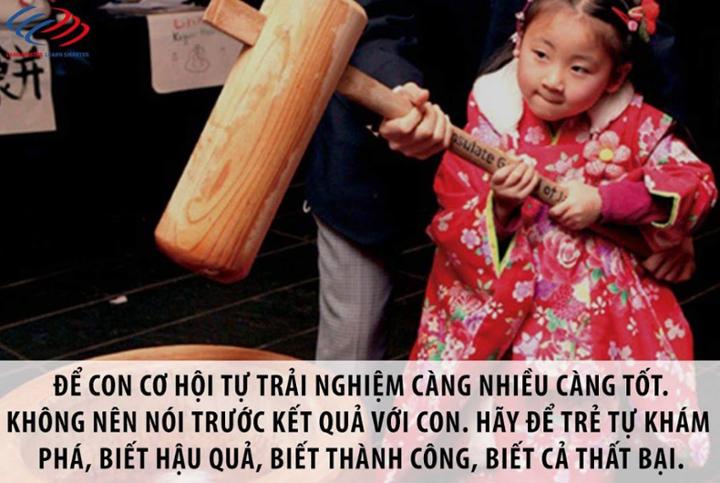 ĐỂ CON CƠ HỘI TỰ TRẢI NGHIỆM CÀNG NHIỀU CÀNG TỐT.
KHÔNG NÊN NÓI TRƯỚC KẾT QUẢ VỚI CON. HÃY ĐỂ TRẺ TỰ KHÁM
PHÁ, BIẾT HẬU QUẢ, BIẾT THÀNH CÔNG, BIẾT CẢ THẤT BẠI.